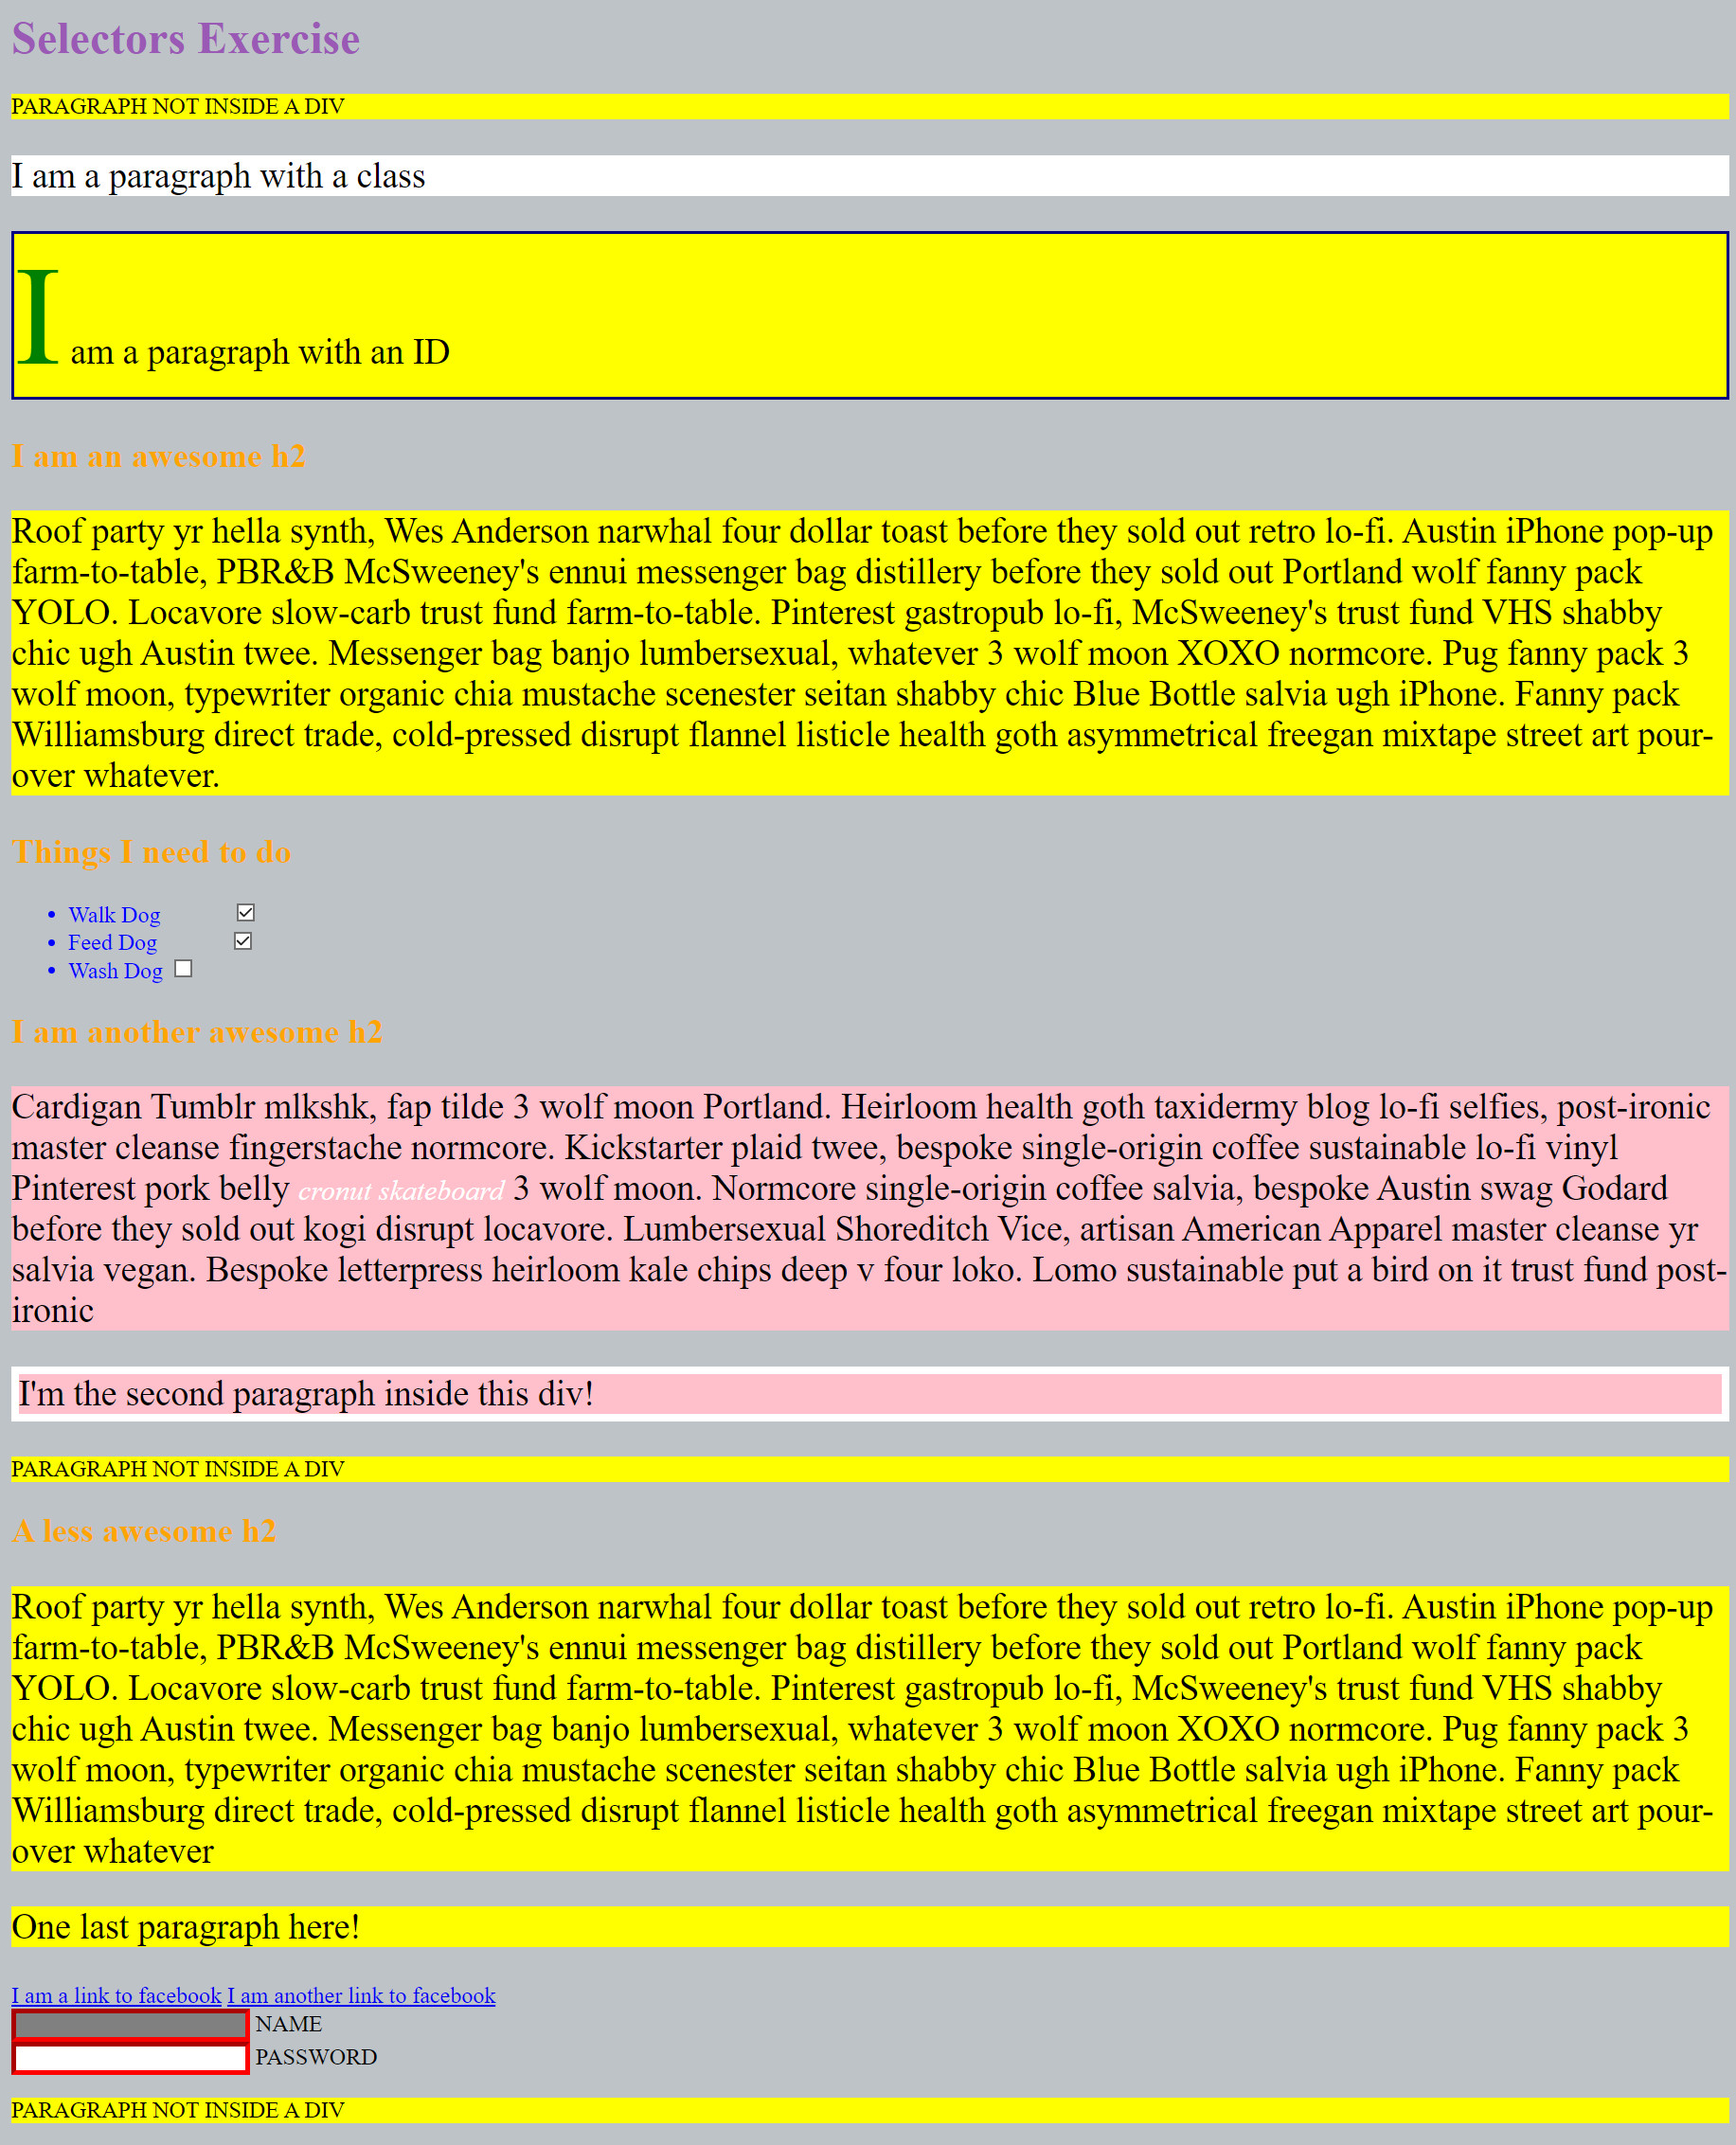 Selectors Exercise
PARAGRAPH NOT INSIDE A DIV
I am a paragraph with a class
I am a paragraph with an ID
I am an awesome h2
Roof party yr hella synth, Wes Anderson narwhal four dollar toast before they sold out retro lo-fi. Austin iPhone pop-up
farm-to-table, PBR&B McSweeney's ennui messenger bag distillery before they sold out Portland wolf fanny pack
YOLO. Locavore slow-carb trust fund farm-to-table. Pinterest gastropub lo-fi, McSweeney's trust fund VHS shabby
chic ugh Austin twee. Messenger bag banjo lumbersexual, whatever 3 wolf moon XOXO normcore. Pug fanny pack 3
wolf moon, typewriter organic chia mustache scenester seitan shabby chic Blue Bottle salvia ugh iPhone. Fanny pack
Williamsburg direct trade, cold-pressed disrupt flannel listicle health goth asymmetrical freegan mixtape street art pour-
over whatever.
Things I need to do
Walk Dog
Feed Dog
Wash Dog
I am another awesome h2
Cardigan Tumblr mlkshk, fap tilde 3 wolf moon Portland. Heirloom health goth taxidermy blog lo-fi selfies, post-ironic
master cleanse fingerstache normcore. Kickstarter plaid twee, bespoke single-origin coffee sustainable lo-fi vinyl
Pinterest pork belly cronut skateboard 3 wolf moon. Normcore single-origin coffee salvia, bespoke Austin swag Godard
before they sold out kogi disrupt locavore. Lumbersexual Shoreditch Vice, artisan American Apparel master cleanse yr
salvia vegan. Bespoke letterpress heirloom kale chips deep v four loko. Lomo sustainable put a bird on it trust fund post-
ironic
I'm the second paragraph inside this div!
PARAGRAPH NOT INSIDE A DIV
A less awesome h2
Roof party yr hella synth, Wes Anderson narwhal four dollar toast before they sold out retro lo-fi. Austin iPhone pop-up
farm-to-table, PBR&B McSweeney's ennui messenger bag distillery before they sold out Portland wolf fanny pack
YOLO. Locavore slow-carb trust fund farm-to-table. Pinterest gastropub lo-fi, McSweeney's trust fund VHS shabby
chic ugh Austin twee. Messenger bag banjo lumbersexual, whatever 3 wolf moon XOXO normcore. Pug fanny pack 3
wolf moon, typewriter organic chia mustache scenester seitan shabby chic Blue Bottle salvia ugh iPhone. Fanny pack
Williamsburg direct trade, cold-pressed disrupt flannel listicle health goth asymmetrical freegan mixtape street art pour-
over whatever
One last paragraph here!
I am a link to facebook I am another link to facebook
NAME
PASSWORD
PARAGRAPH NOT INSIDE A DIV